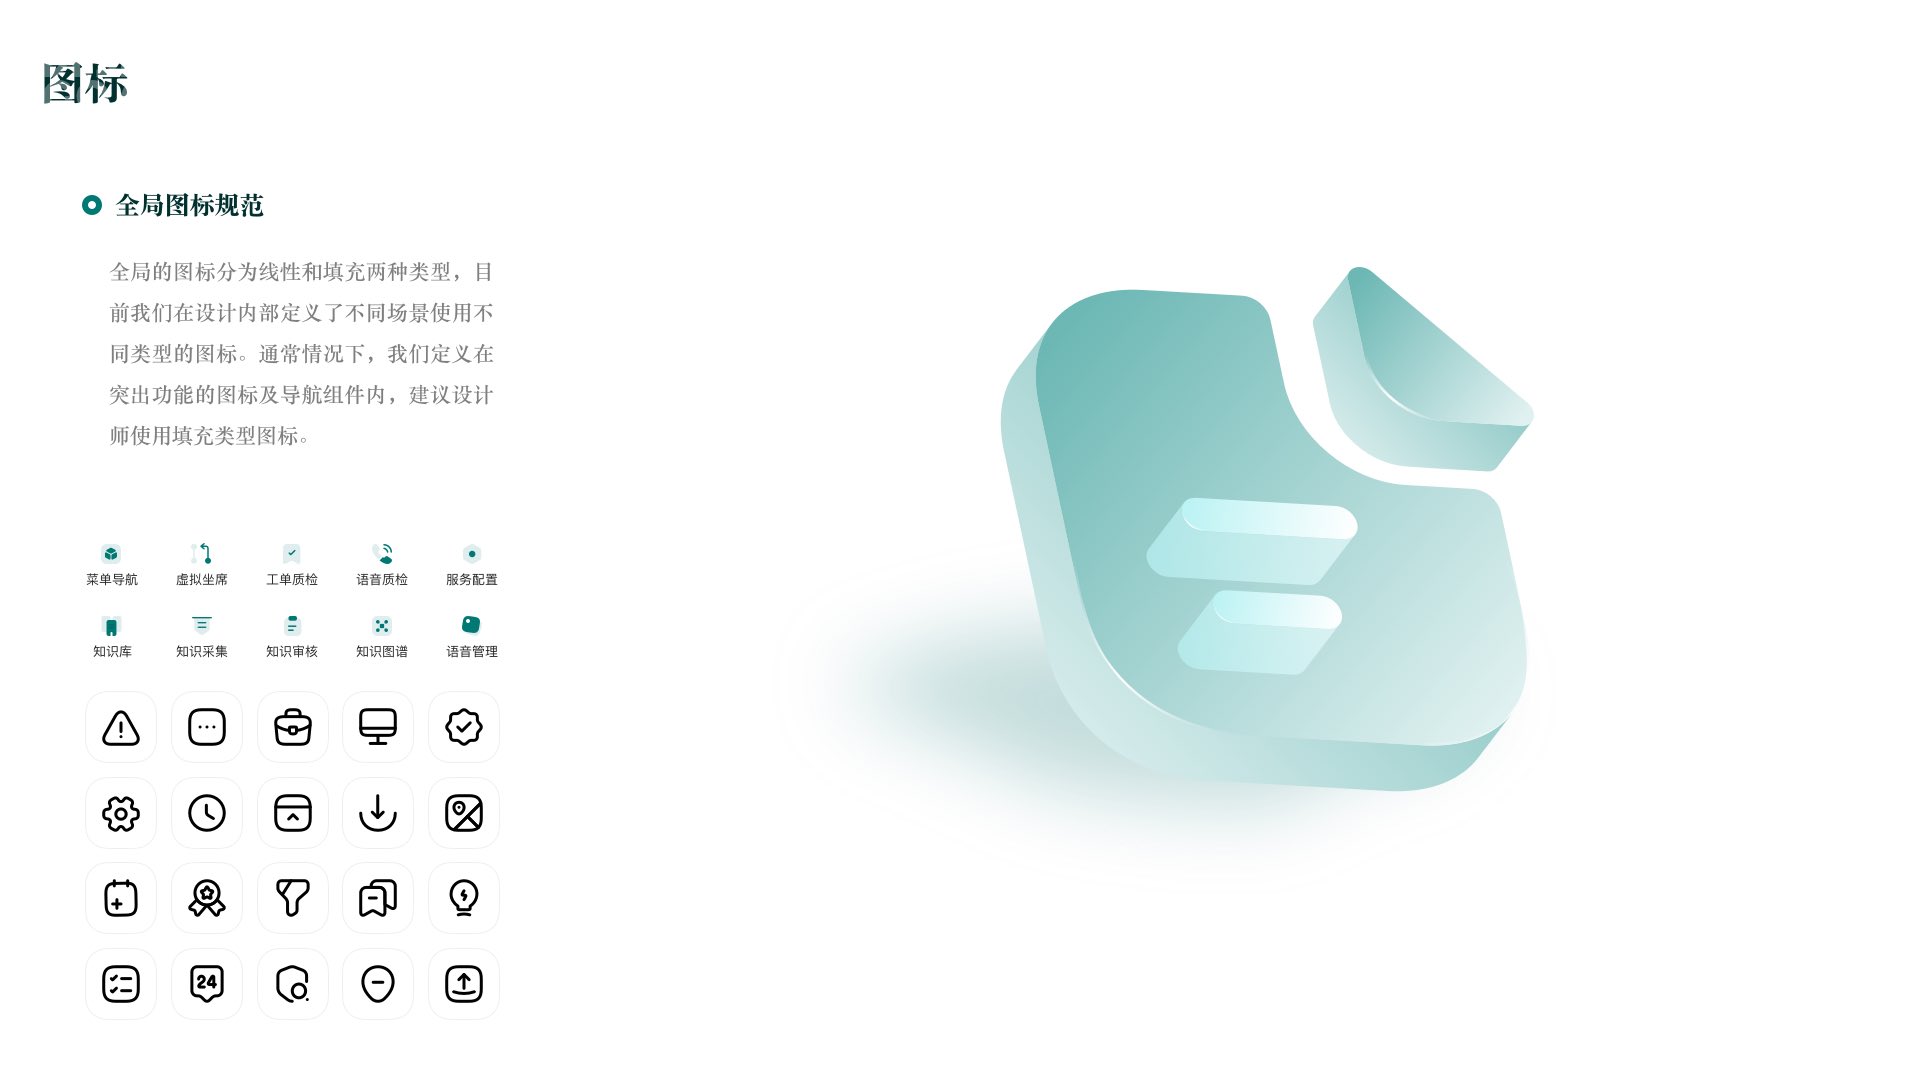 图标
全局图标规范
全局的图标分为线性和填充两种类型，目
前我们在设计内部定义了不同场景使用不
同类型的图标。通常情况下，我们定义在
突出功能的图标及导航组件内，建议设计
师使用填充类型图标。
菜单导航 虚拟坐席 工单质检 语音质检 服务配置
知识库 知识采集 知识审核 知识图谱 语音管理
24